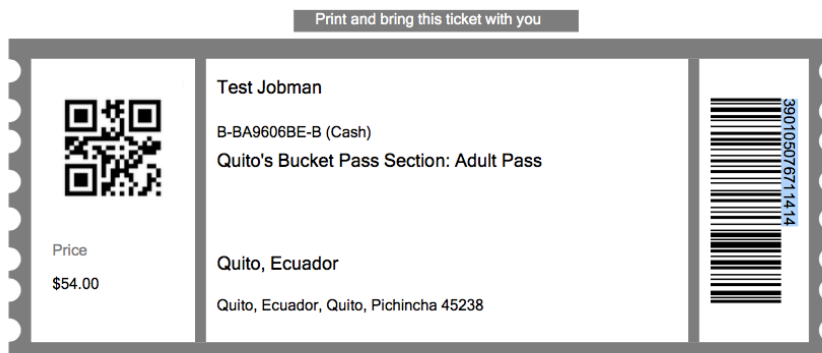 Print and bring this ticket with you
Test Jobman
B-BA9606BE-B (Cash)
Quito's Bucket Pass Section: Adult Pass
Price
$54.00
Quito, Ecuador
Quito, Ecuador, Quito, Pichincha 45238
390105076711414